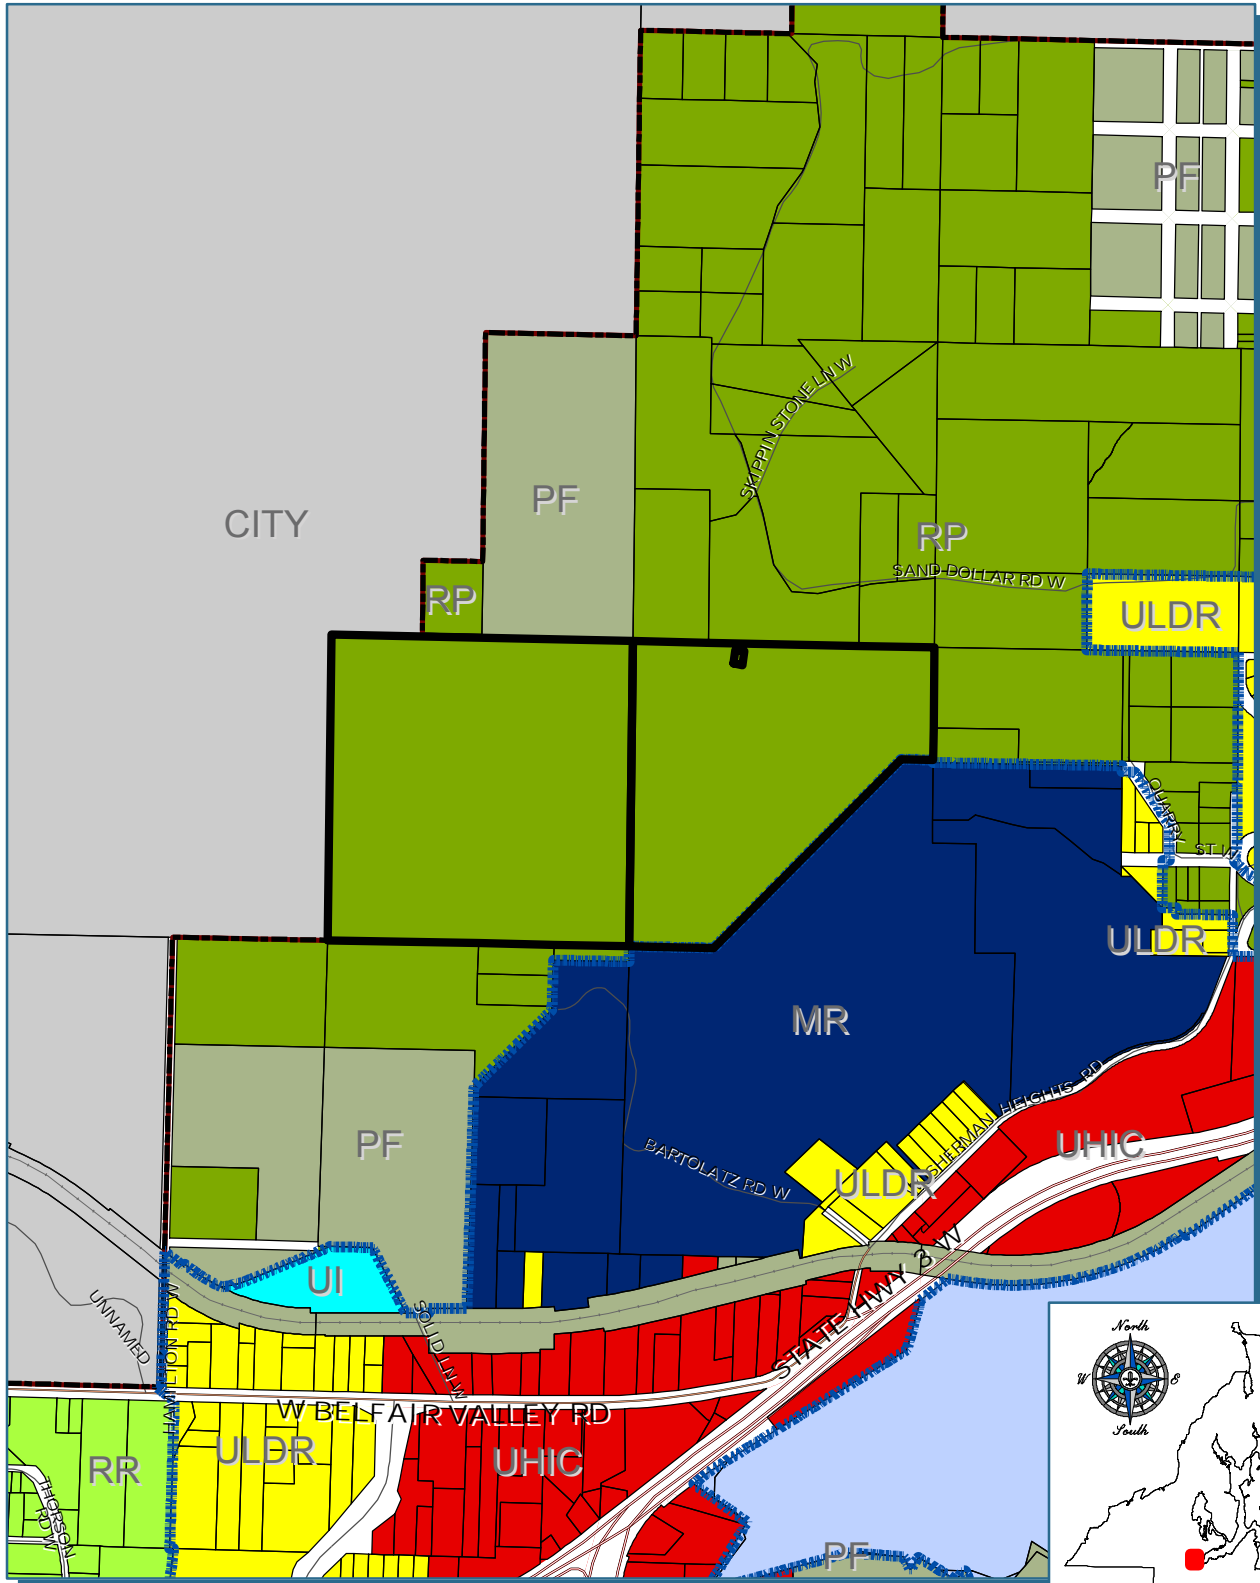 PF
SKIPPIN STONE LN W
CITY
PF
RP
SAND DOLLAR RD W
RP
ULDR
QUARRY
ST W
ULDR
MR
HEIGHTS RD
SHERMAN
PF
BARTOLATZ RD W
ULDR
UHIC
UI
UNNAMED
HAMILTON RD W
SOLID LN W
STATE HWY 3 W
W BELFAIR VALLEY RD
RR
ULDR
UHIC
THORSON
RD W
PF
North
W
E
South